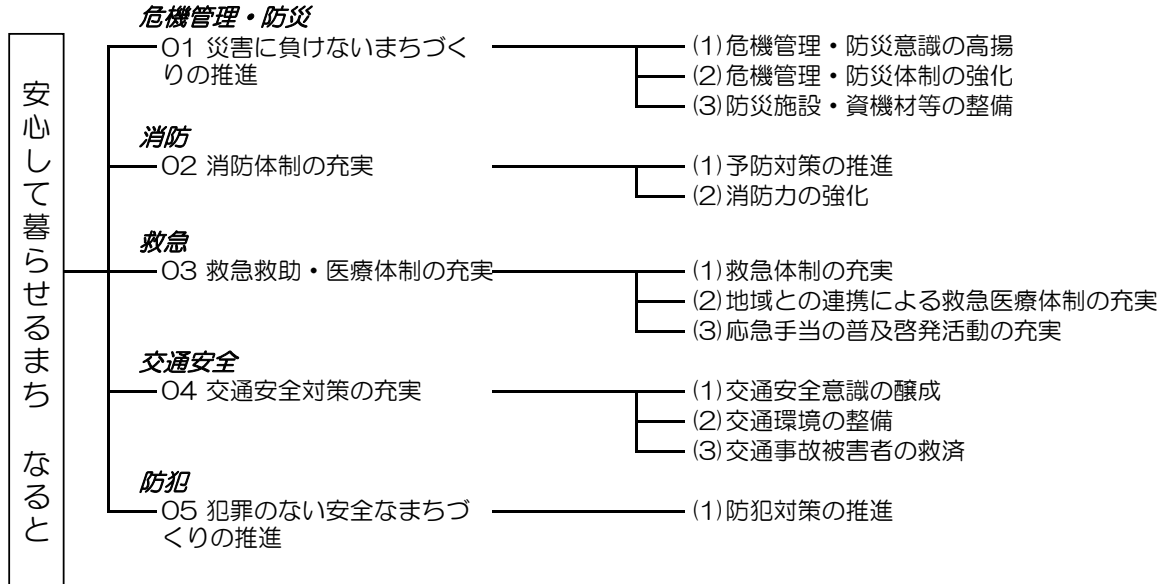 安心して暮らせるまち　なると
危機管理・防災
01 災害に負けないまちづく
りの推進
(1)危機管理・防災意識の高揚
(2)危機管理・防災体制の強化
(3)防災施設・資機材等の整備
消防
02 消防体制の充実
(1)予防対策の推進
(2)消防力の強化
救急
03 救急救助・医療体制の充実
(1)救急体制の充実
(2)地域との連携による救急医療体制の充実
(3)応急手当の普及啓発活動の充実
交通安全
04 交通安全対策の充実
(1)交通安全意識の醸成
(2)交通環境の整備
(3)交通事故被害者の救済
防犯
05 犯罪のない安全なまちづ
くりの推進
(1)防犯対策の推進